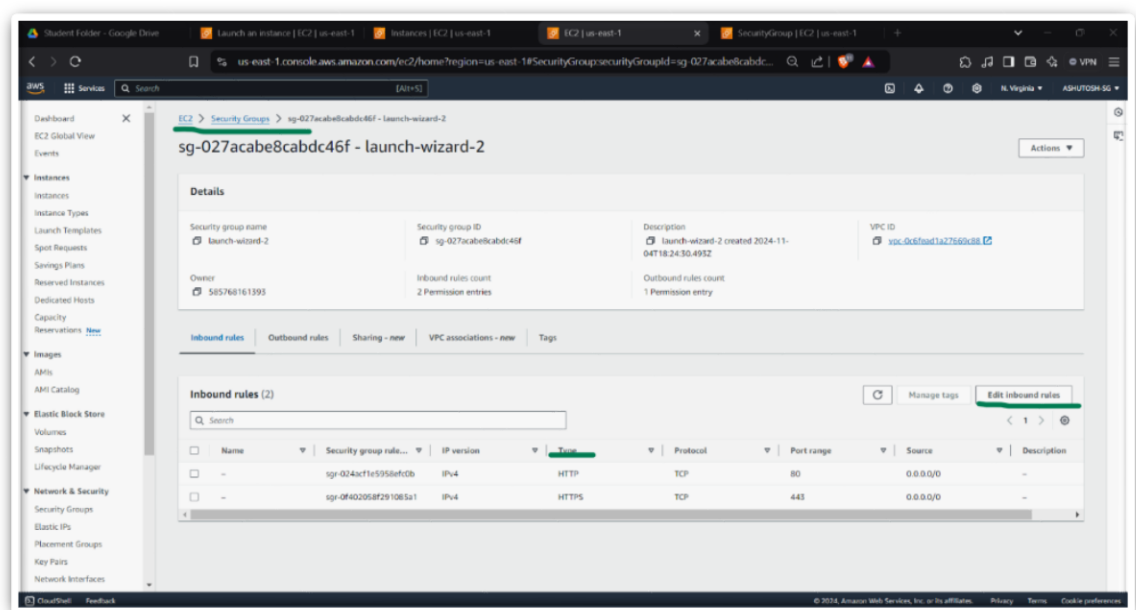 Student Folder - Google Drive
Launch an instance | EC2 | us-east-1
Instances | EC2 | us-east-1
EC2 | us-east-1
SecurityGroup | EC2 | us-east-1
us-east-1.console.aws.amazon.com/ec2/home?region=us-east-1#SecurityGroup:securityGroupId=sg-027acabe8cabdc...
VPN
aws Services Search [Alt+S] N. Virginia ASHUTOSH-SG
Dashboard
EC2 Global View
Events
Instances
Instances
Instance Types
Launch Templates
Spot Requests
Savings Plans
Reserved Instances
Dedicated Hosts
Capacity
Reservations New
Images
AMIs
AMI Catalog
Elastic Block Store
Volumes
Snapshots
Lifecycle Manager
Network & Security
Security Groups
Elastic IPs
Placement Groups
Key Pairs
Network Interfaces
EC2 > Security Groups > sg-027acabe8cabdc46f - launch-wizard-2
sg-027acabe8cabdc46f - launch-wizard-2
Actions
Details
Security group name
launch-wizard-2
Security group ID
sg-027acabe8cabdc46f
Description
launch-wizard-2 created 2024-11-
04T18:24:30.493Z
VPC ID
Owner
585768161393
Inbound rules count
2 Permission entries
Outbound rules count
1 Permission entry
Inbound rules Outbound rules Sharing - new VPC associations - new Tags
Inbound rules (2)
Manage tags Edit inbound rules
Search
1
Name Security group rule... IP version Type Protocol Port range Source Description
– sgr-024acf1e5958efc0b IPv4 HTTP TCP 80 0.0.0.0/0 –
– sgr-0f402058f291085a1 IPv4 HTTPS TCP 443 0.0.0.0/0 –
CloudShell Feedback © 2024, Amazon Web Services, Inc. or its affiliates. Privacy Terms Cookie preferences